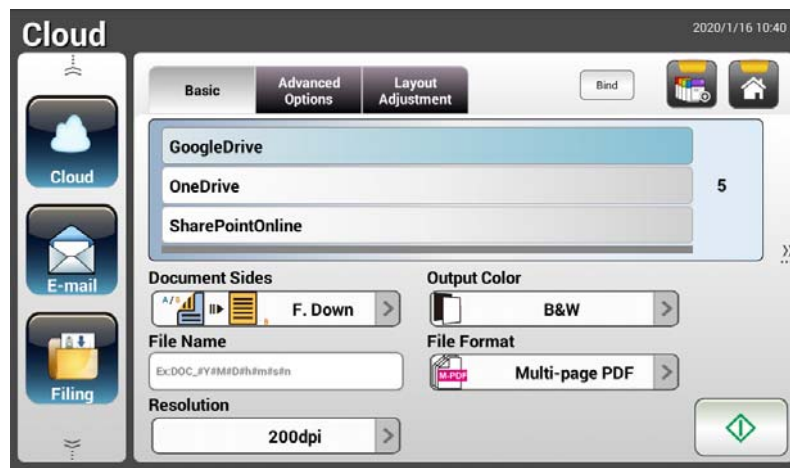 Cloud
2020/1/16 10:40
Basic
Advanced
Options
Layout
Adjustment
Bind
Cloud
GoogleDrive
OneDrive
5
SharePointOnline
E-mail
Document Sides
Output Color
A/
F. Down
B&W
File Name
File Format
Ex:DOC_#Y#M#D#h#m#s#n
M-PDF
Multi-page PDF
Filing
Resolution
200dpi